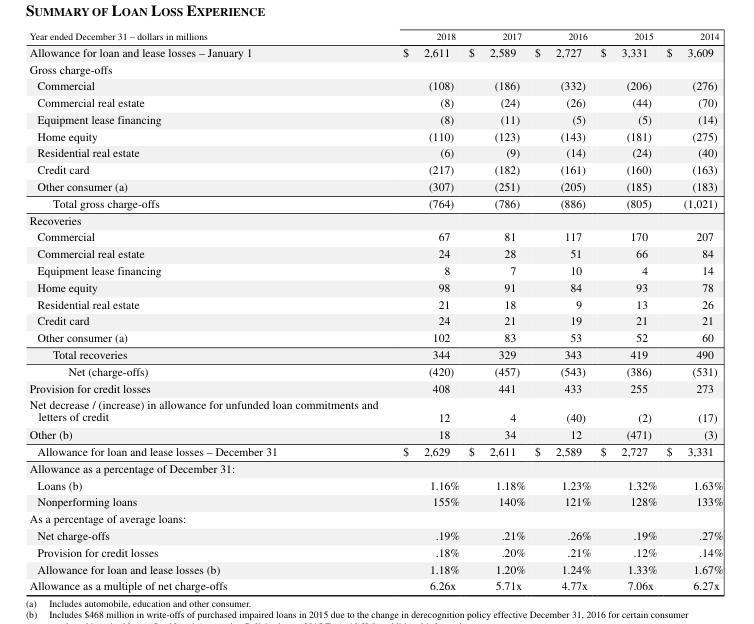 SUMMARY OF LOAN LOSS EXPERIENCE
Year ended December 31 – dollars in millions 2018 2017 2016 2015 2014
Allowance for loan and lease losses – January 1 $ 2,611 $ 2,589 $ 2,727 $ 3,331 $ 3,609
Gross charge-offs
Commercial (108) (186) (332) (206) (276)
Commercial real estate (8) (24) (26) (44) (70)
Equipment lease financing (8) (11) (5) (5) (14)
Home equity (110) (123) (143) (181) (275)
Residential real estate (6) (9) (14) (24) (40)
Credit card (217) (182) (161) (160) (163)
Other consumer (a) (307) (251) (205) (185) (183)
Total gross charge-offs (764) (786) (886) (805) (1,021)
Recoveries
Commercial 67 81 117 170 207
Commercial real estate 24 28 51 66 84
Equipment lease financing 8 7 10 4 14
Home equity 98 91 84 93 78
Residential real estate 21 18 9 13 26
Credit card 24 21 19 21 21
Other consumer (a) 102 83 53 52 60
Total recoveries 344 329 343 419 490
Net (charge-offs) (420) (457) (543) (386) (531)
Provision for credit losses 408 441 433 255 273
Net decrease / (increase) in allowance for unfunded loan commitments and
letters of credit 12 4 (40) (2) (17)
Other (b) 18 34 12 (471) (3)
Allowance for loan and lease losses – December 31 $ 2,629 $ 2,611 $ 2,589 $ 2,727 $ 3,331
Allowance as a percentage of December 31:
Loans (b) 1.16% 1.18% 1.23% 1.32% 1.63%
Nonperforming loans 155% 140% 121% 128% 133%
As a percentage of average loans:
Net charge-offs .19% .21% .26% .19% .27%
Provision for credit losses .18% .20% .21% .12% .14%
Allowance for loan and lease losses (b) 1.18% 1.20% 1.24% 1.33% 1.67%
Allowance as a multiple of net charge-offs 6.26x 5.71x 4.77x 7.06x 6.27x
(a) Includes automobile, education and other consumer.
(b) Includes $468 million in write-offs of purchased impaired loans in 2015 due to the change in derecognition policy effective December 31, 2016 for certain consumer